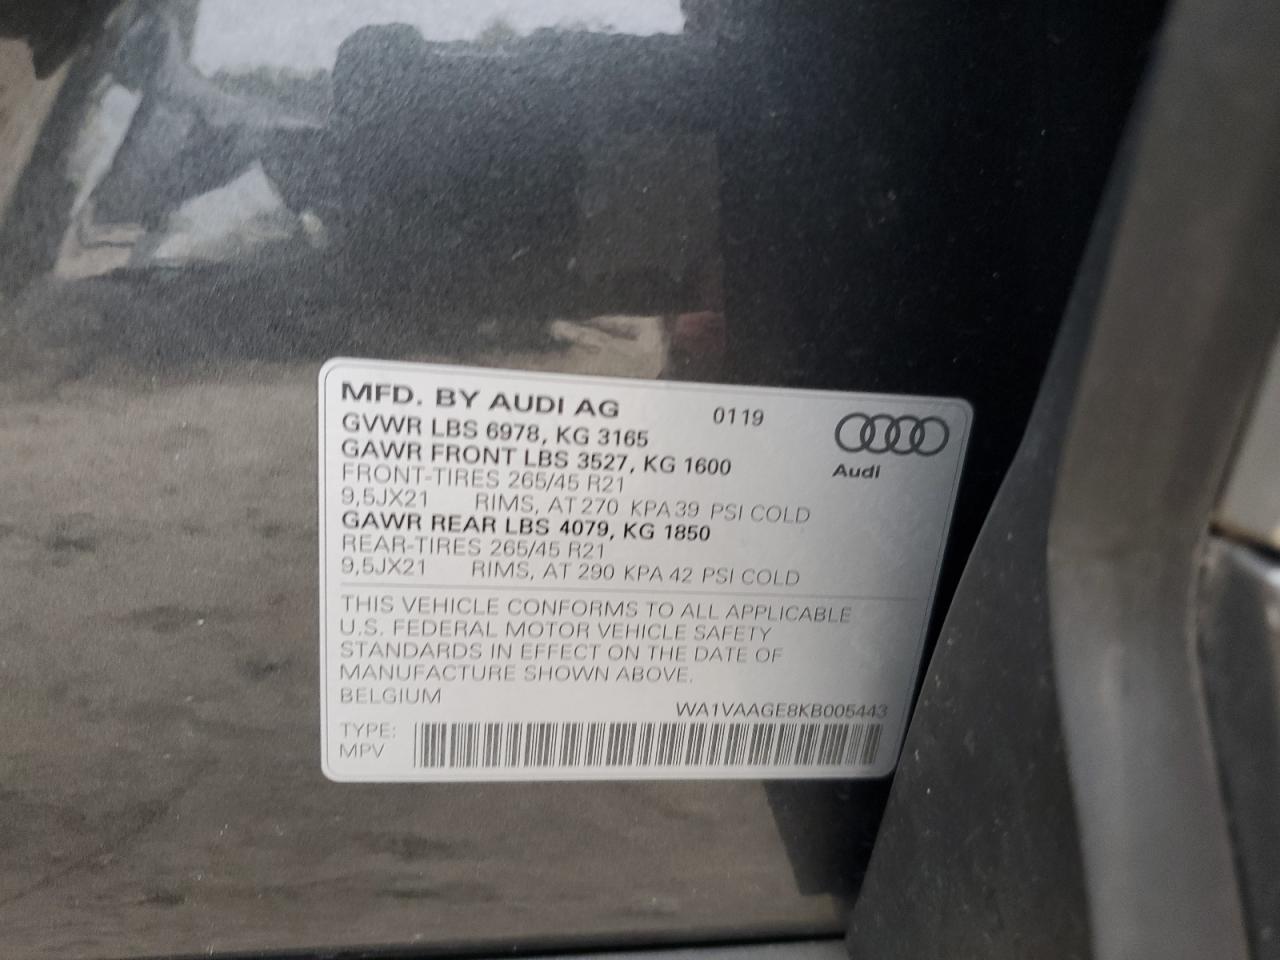 MFD. BY AUDI AG 0119
GVWR LBS 6978, KG 3165
GAWR FRONT LBS 3527, KG 1600
FRONT-TIRES 265/45 R21
9,5JX21 RIMS, AT 270 KPA 39 PSI COLD
GAWR REAR LBS 4079, KG 1850
REAR-TIRES 265/45 R21
9,5JX21 RIMS, AT 290 KPA 42 PSI COLD
Audi
THIS VEHICLE CONFORMS TO ALL APPLICABLE
U.S. FEDERAL MOTOR VEHICLE SAFETY
STANDARDS IN EFFECT ON THE DATE OF
MANUFACTURE SHOWN ABOVE.
BELGIUM
WA1VAAGE8KB005443
TYPE:
MPV